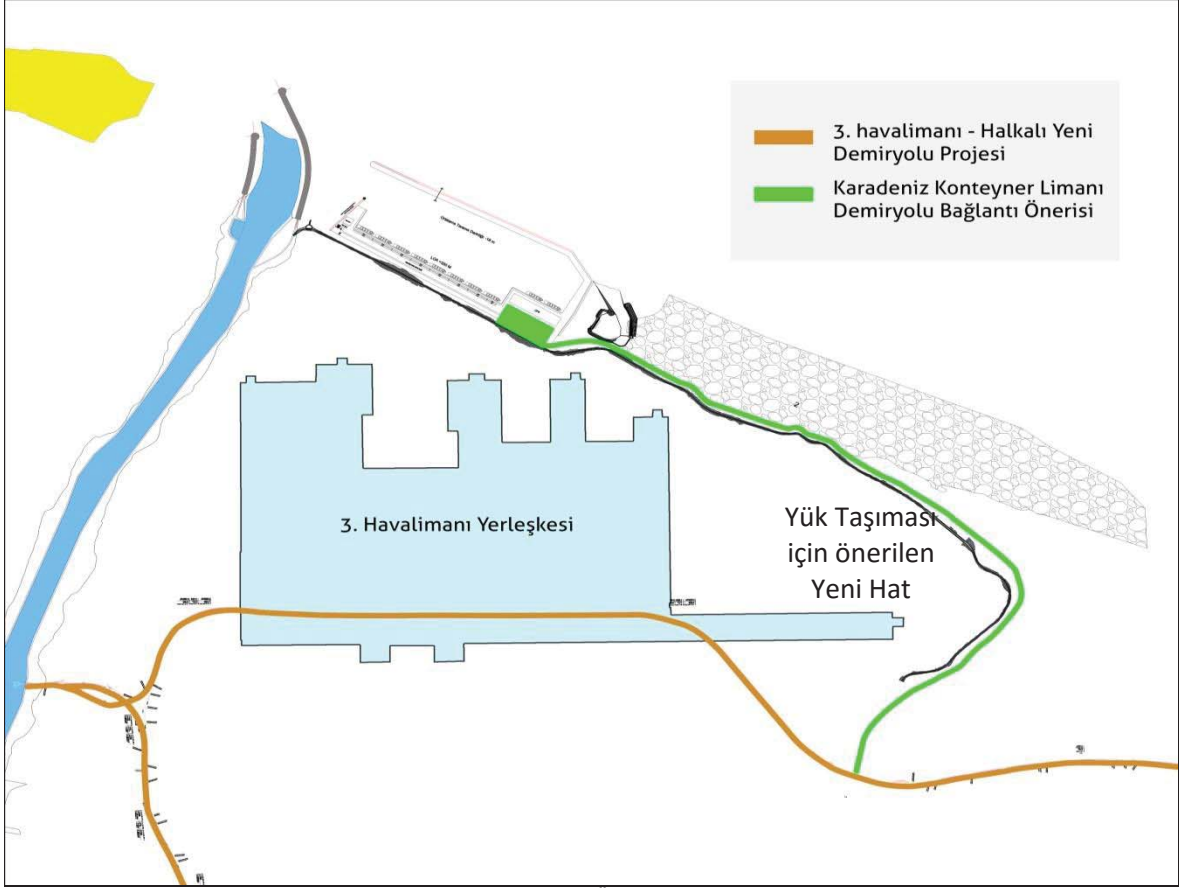 3. havalimanı - Halkalı Yeni
Demiryolu Projesi
Karadeniz Konteyner Limanı
Demiryolu Bağlantı Önerisi
3. Havalimanı Yerleşkesi
Yük Taşıması
için önerilen
Yeni Hat